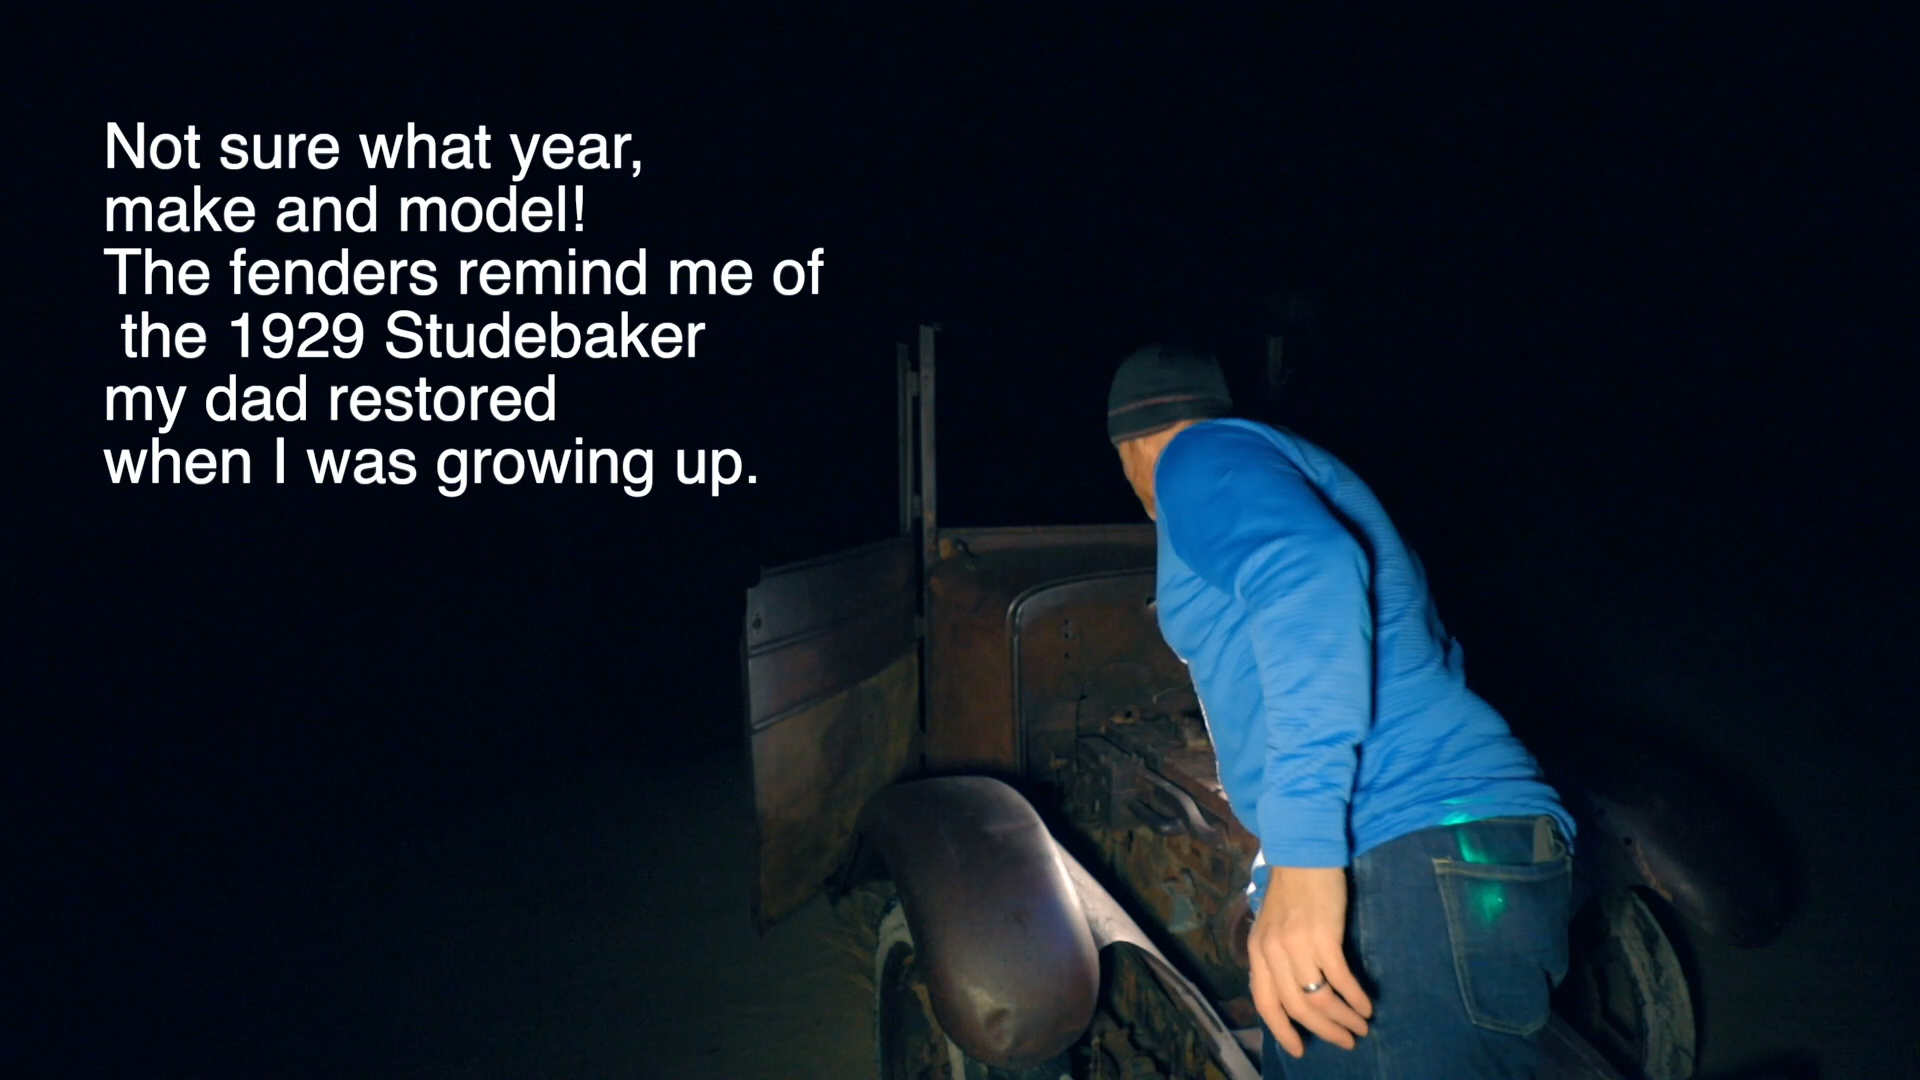 Not sure what year,
make and model!
The fenders remind me of
the 1929 Studebaker
my dad restored
when I was growing up.